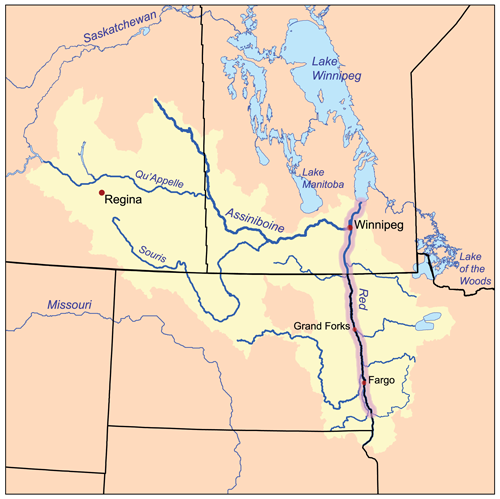 Saskatchewan
Lake
Winnipeg
Qu'Appelle
Lake
Manitoba
Regina
Assiniboine
Winnipeg
Souris
Lake
of the
Woods
Missouri
Red
Grand Forks
Fargo